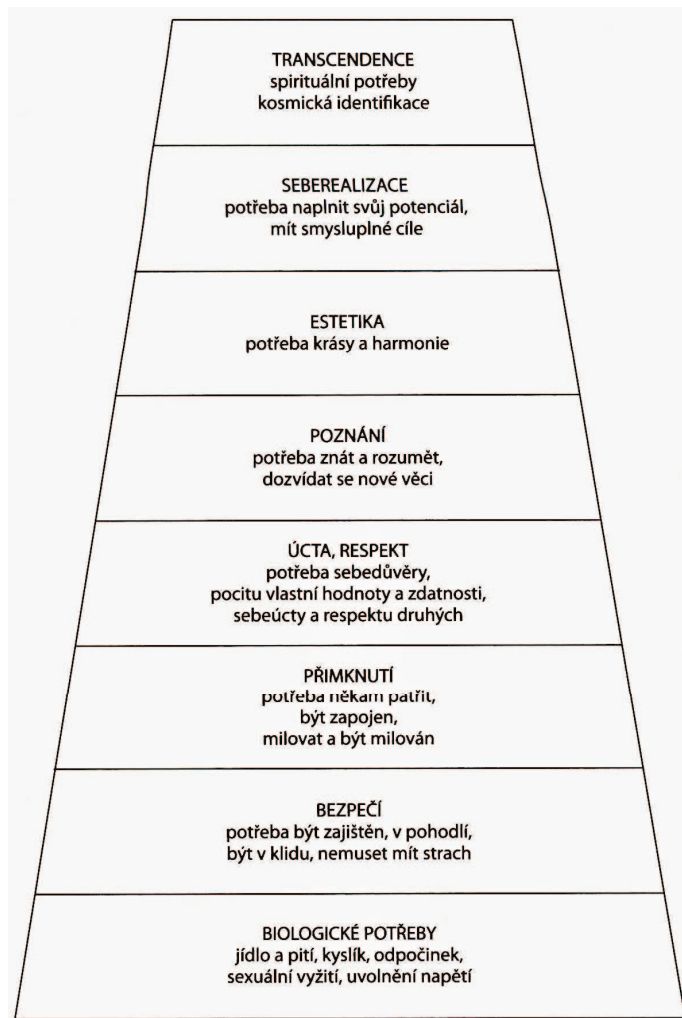 TRANSCENDENCE
spirituální potřeby
kosmická identifikace
SEBEREALIZACE
potřeba naplnit svůj potenciál,
mít smysluplné cíle
ESTETIKA
potřeba krásy a harmonie
POZNÁNÍ
potřeba znát a rozumět,
dozvídat se nové věci
ÚCTA, RESPEKT
potřeba sebedůvěry,
pocitu vlastní hodnoty a zdatnosti,
sebeúcty a respektu druhých
PŘIMKNUTÍ
potřeba někam patřit,
být zapojen,
milovat a být milován
BEZPEČÍ
potřeba být zajištěn, v pohodlí,
být v klidu, nemuset mít strach
BIOLOGICKÉ POTŘEBY
jídlo a pití, kyslík, odpočinek,
sexuální vyžití, uvolnění napětí